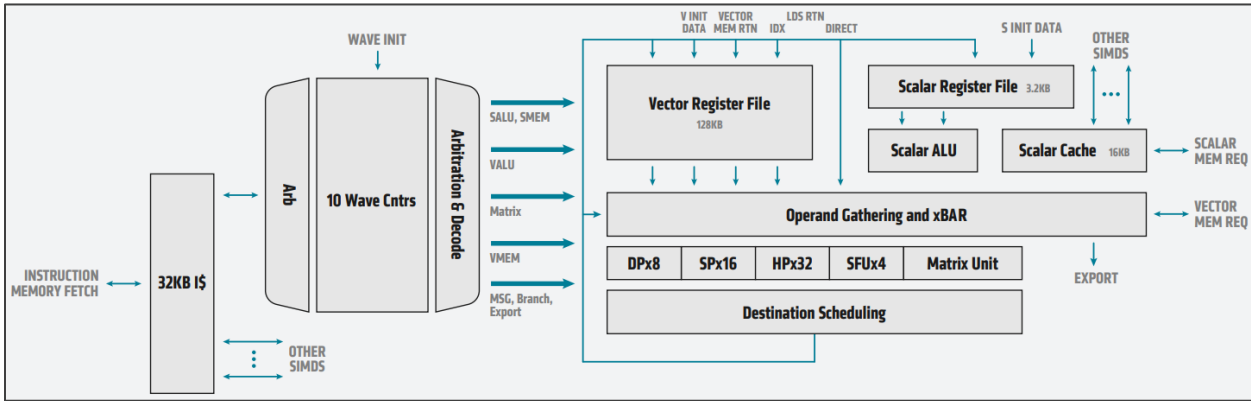 WAVE INIT
Arb
10 Wave Cntrs
Arbitration & Decode
INSTRUCTION
MEMORY FETCH
32KB I$
OTHER
SIMDS
SALU, SMEM
VALU
Matrix
VMEM
MSG, Branch,
Export
V INIT
DATA
VECTOR
MEM RTN
LDS RTN
IDX
DIRECT
S INIT DATA
OTHER
SIMDS
Vector Register File
128KB
Scalar Register File 3.2KB
Scalar ALU
Scalar Cache 16KB
SCALAR
MEM REQ
Operand Gathering and xBAR
VECTOR
MEM REQ
DPx8 SPx16 HPx32 SFUx4 Matrix Unit
EXPORT
Destination Scheduling